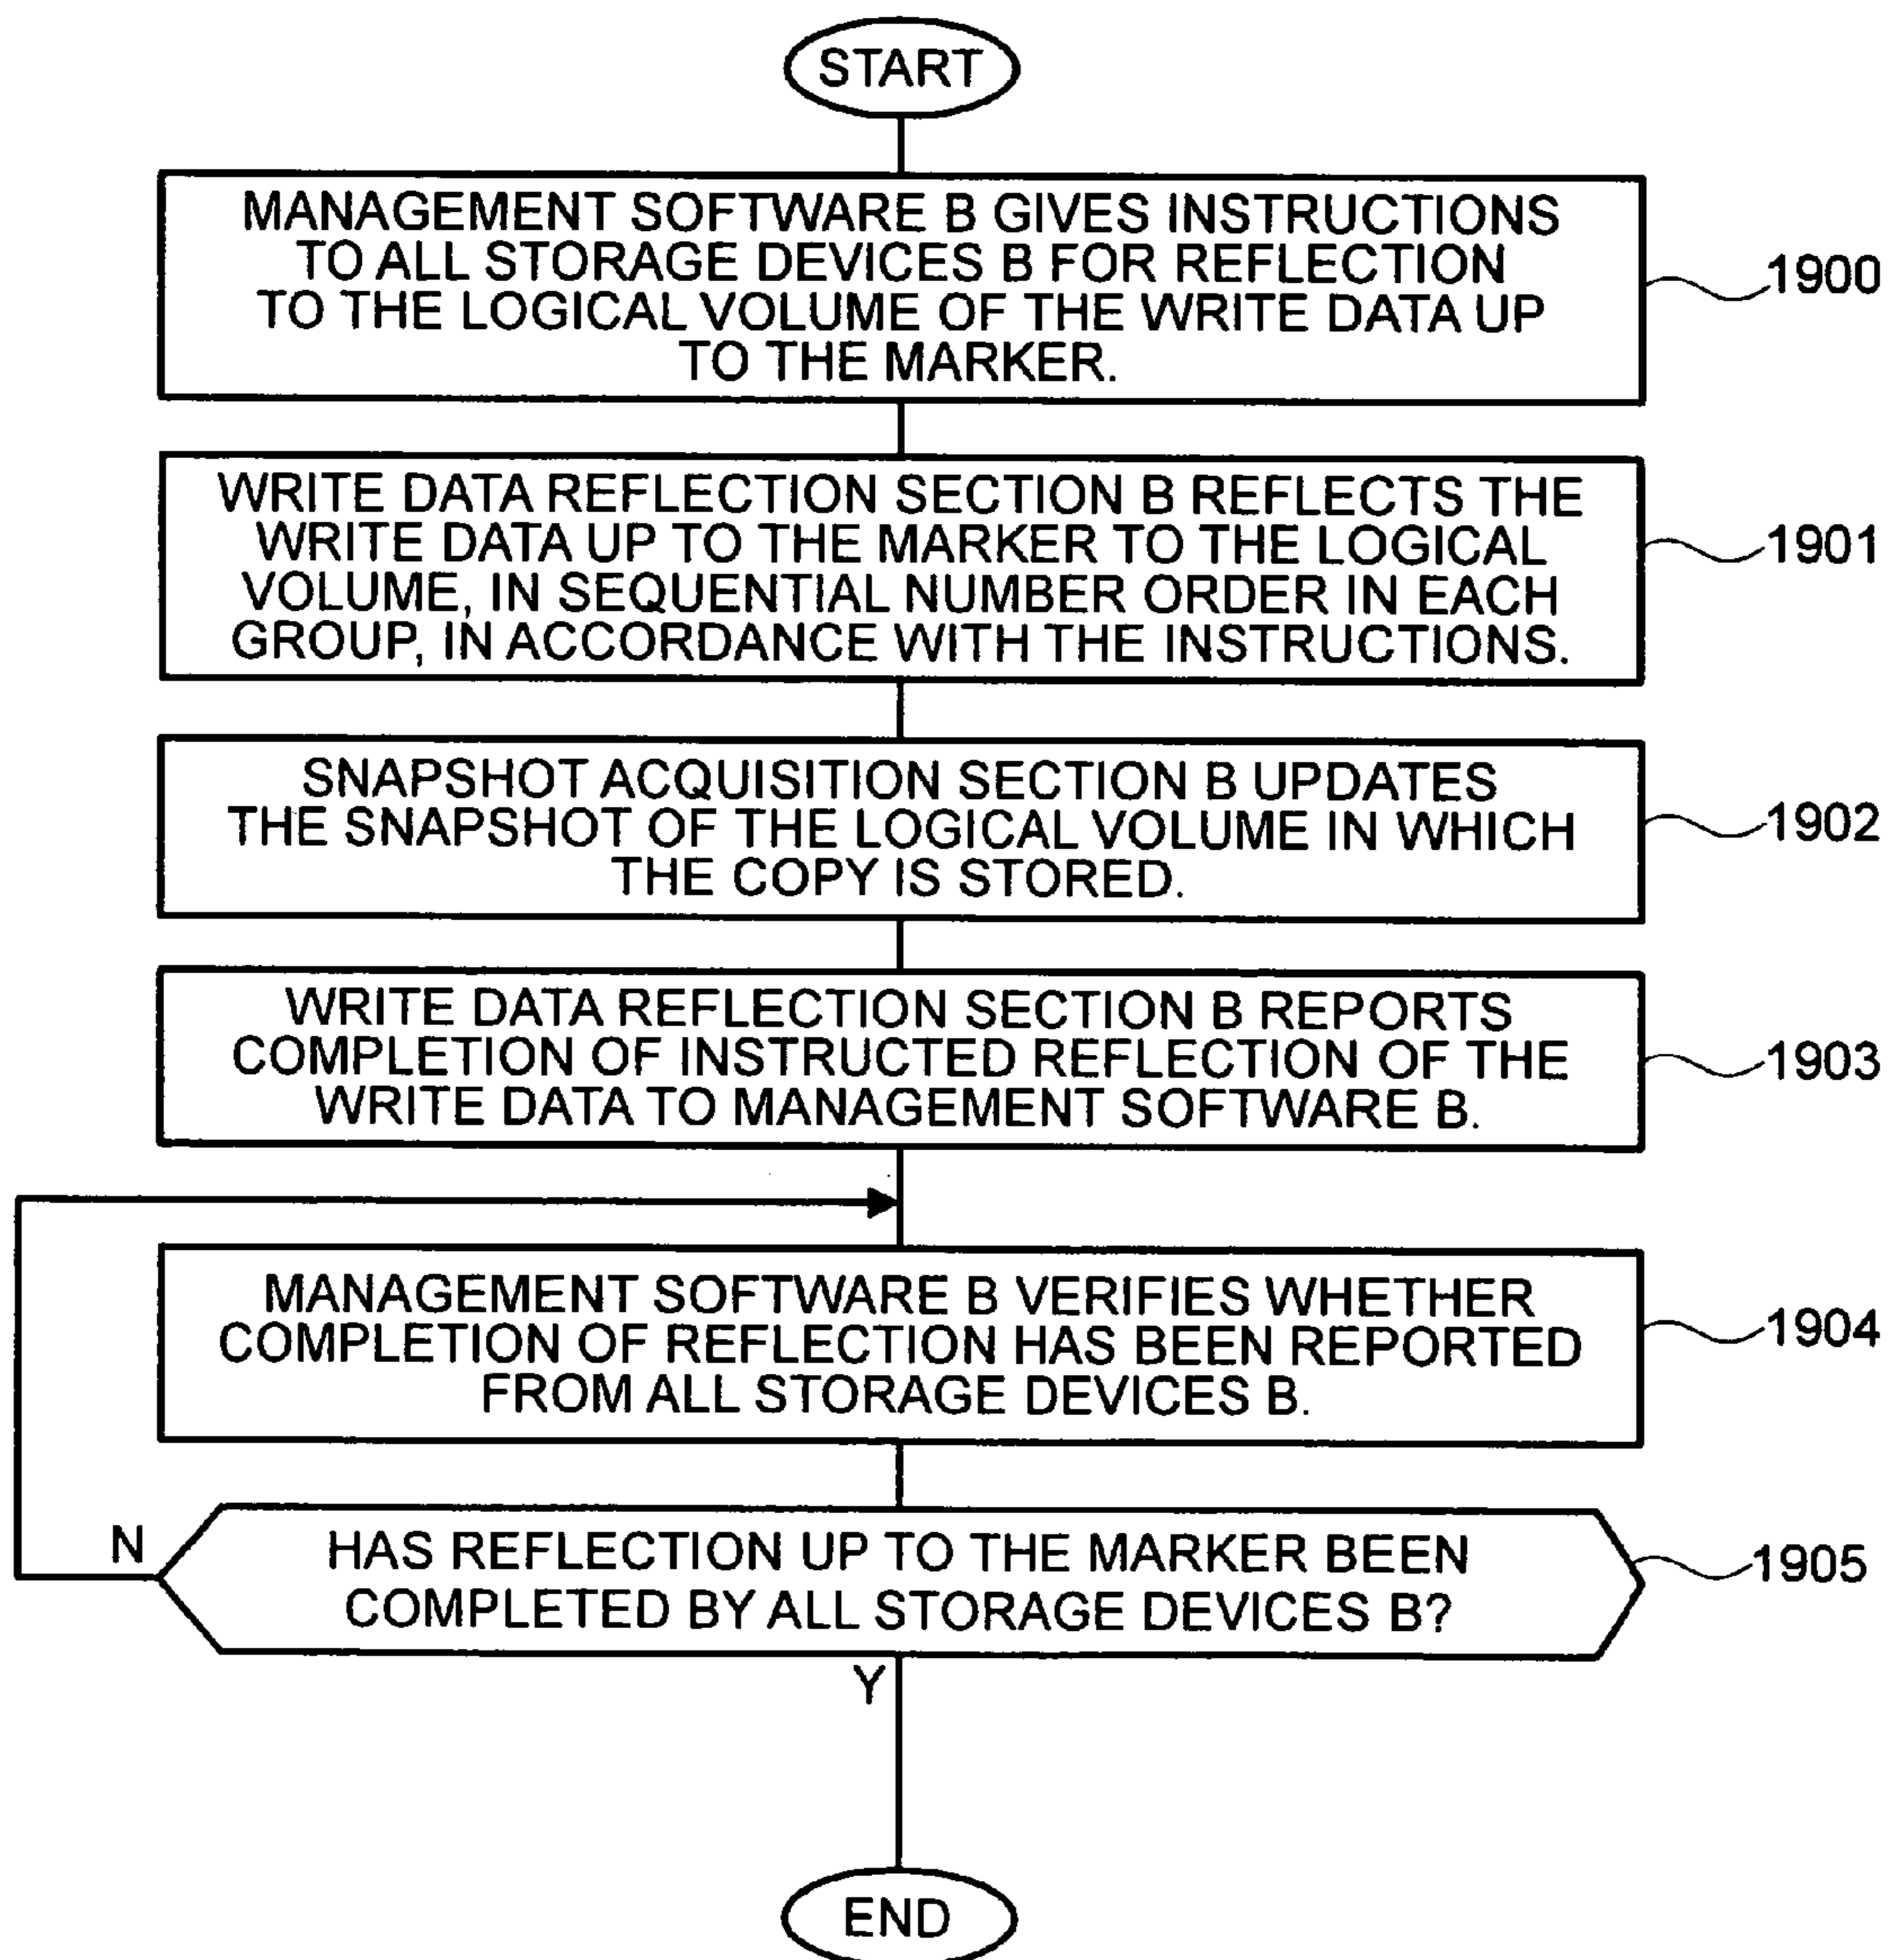 START
MANAGEMENT SOFTWARE B GIVES INSTRUCTIONS
TO ALL STORAGE DEVICES B FOR REFLECTION
TO THE LOGICAL VOLUME OF THE WRITE DATA UP
TO THE MARKER.
1900
WRITE DATA REFLECTION SECTION B REFLECTS THE
WRITE DATA UP TO THE MARKER TO THE LOGICAL
VOLUME, IN SEQUENTIAL NUMBER ORDER IN EACH
GROUP, IN ACCORDANCE WITH THE INSTRUCTIONS.
1901
SNAPSHOT ACQUISITION SECTION B UPDATES
THE SNAPSHOT OF THE LOGICAL VOLUME IN WHICH
THE COPY IS STORED.
1902
WRITE DATA REFLECTION SECTION B REPORTS
COMPLETION OF INSTRUCTED REFLECTION OF THE
WRITE DATA TO MANAGEMENT SOFTWARE B.
1903
MANAGEMENT SOFTWARE B VERIFIES WHETHER
COMPLETION OF REFLECTION HAS BEEN REPORTED
FROM ALL STORAGE DEVICES B.
1904
N
HAS REFLECTION UP TO THE MARKER BEEN
COMPLETED BY ALL STORAGE DEVICES B?
1905
Y
END